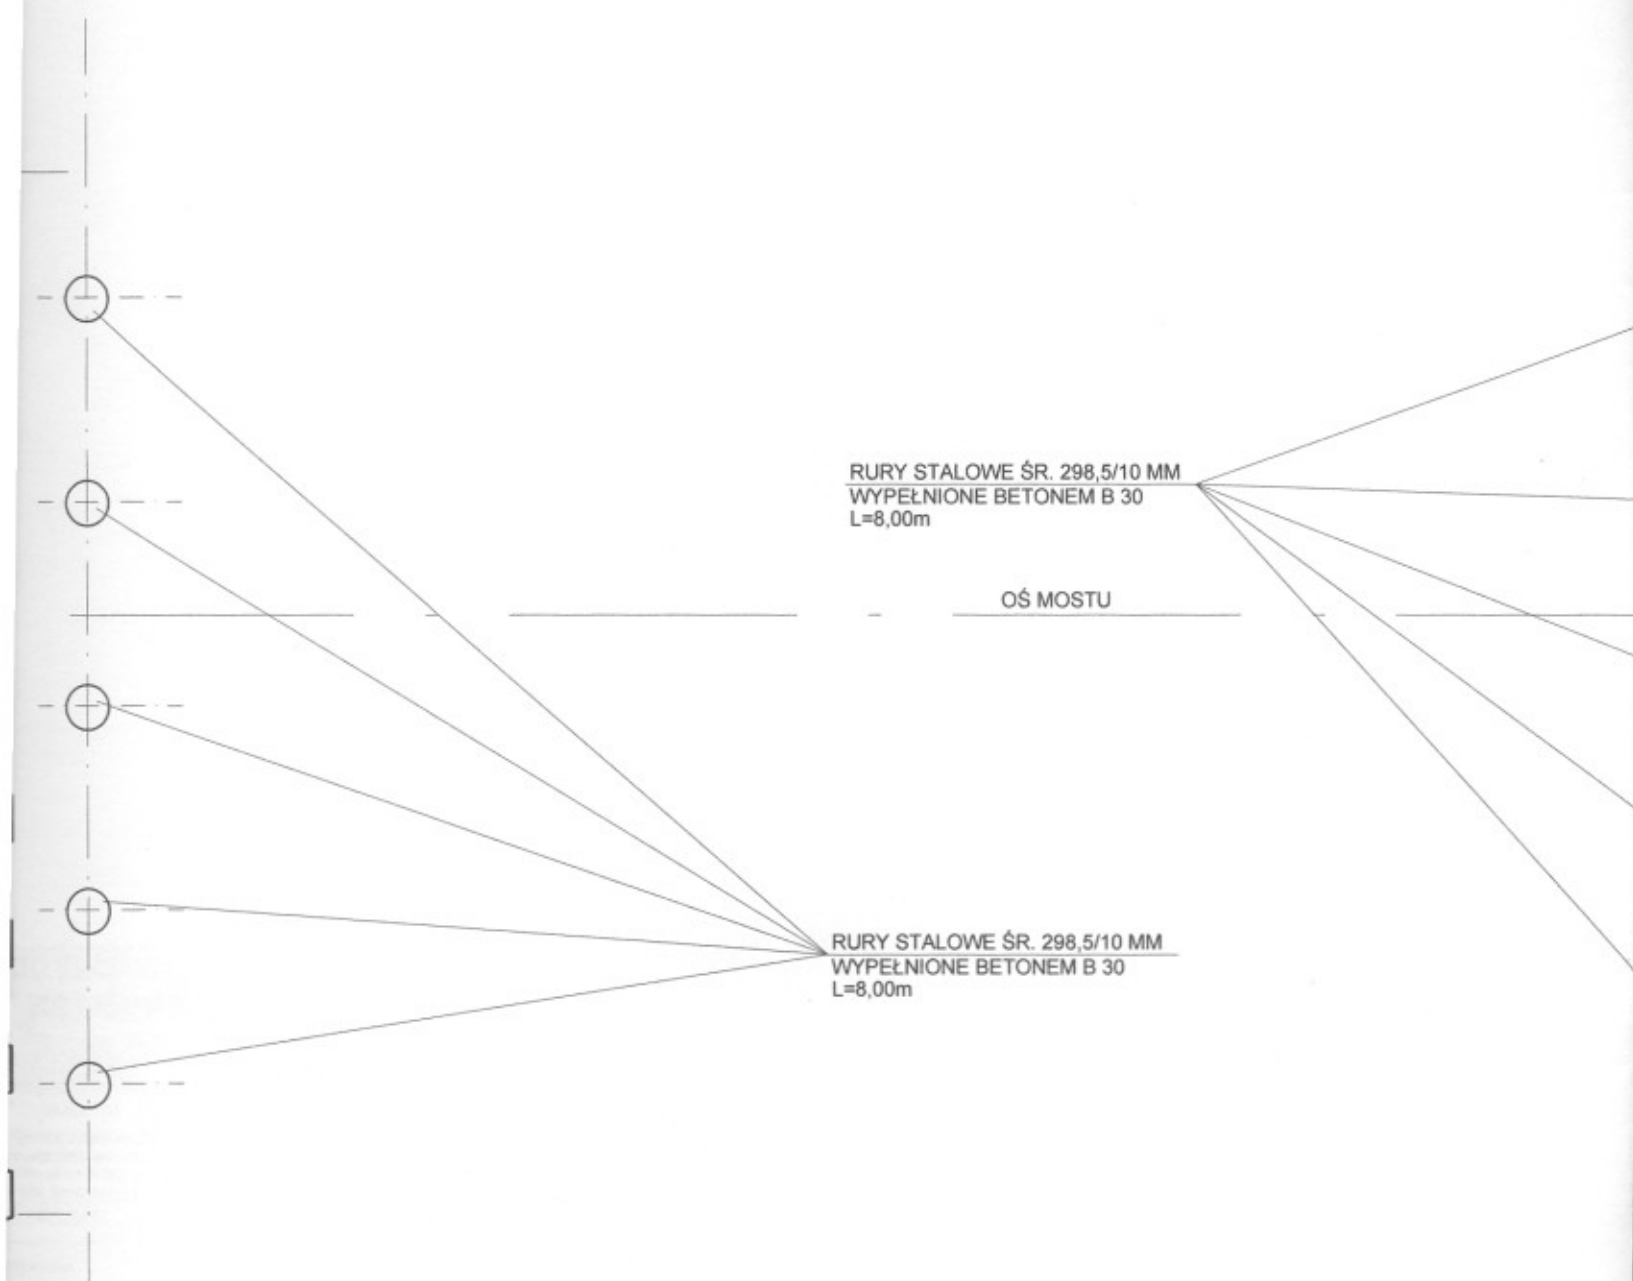 RURY STALOWE ŚR. 298,5/10 MM
WYPEŁNIONE BETONEM B 30
L=8,00m
OŚ MOSTU
RURY STALOWE ŚR. 298,5/10 MM
WYPEŁNIONE BETONEM B 30
L=8,00m